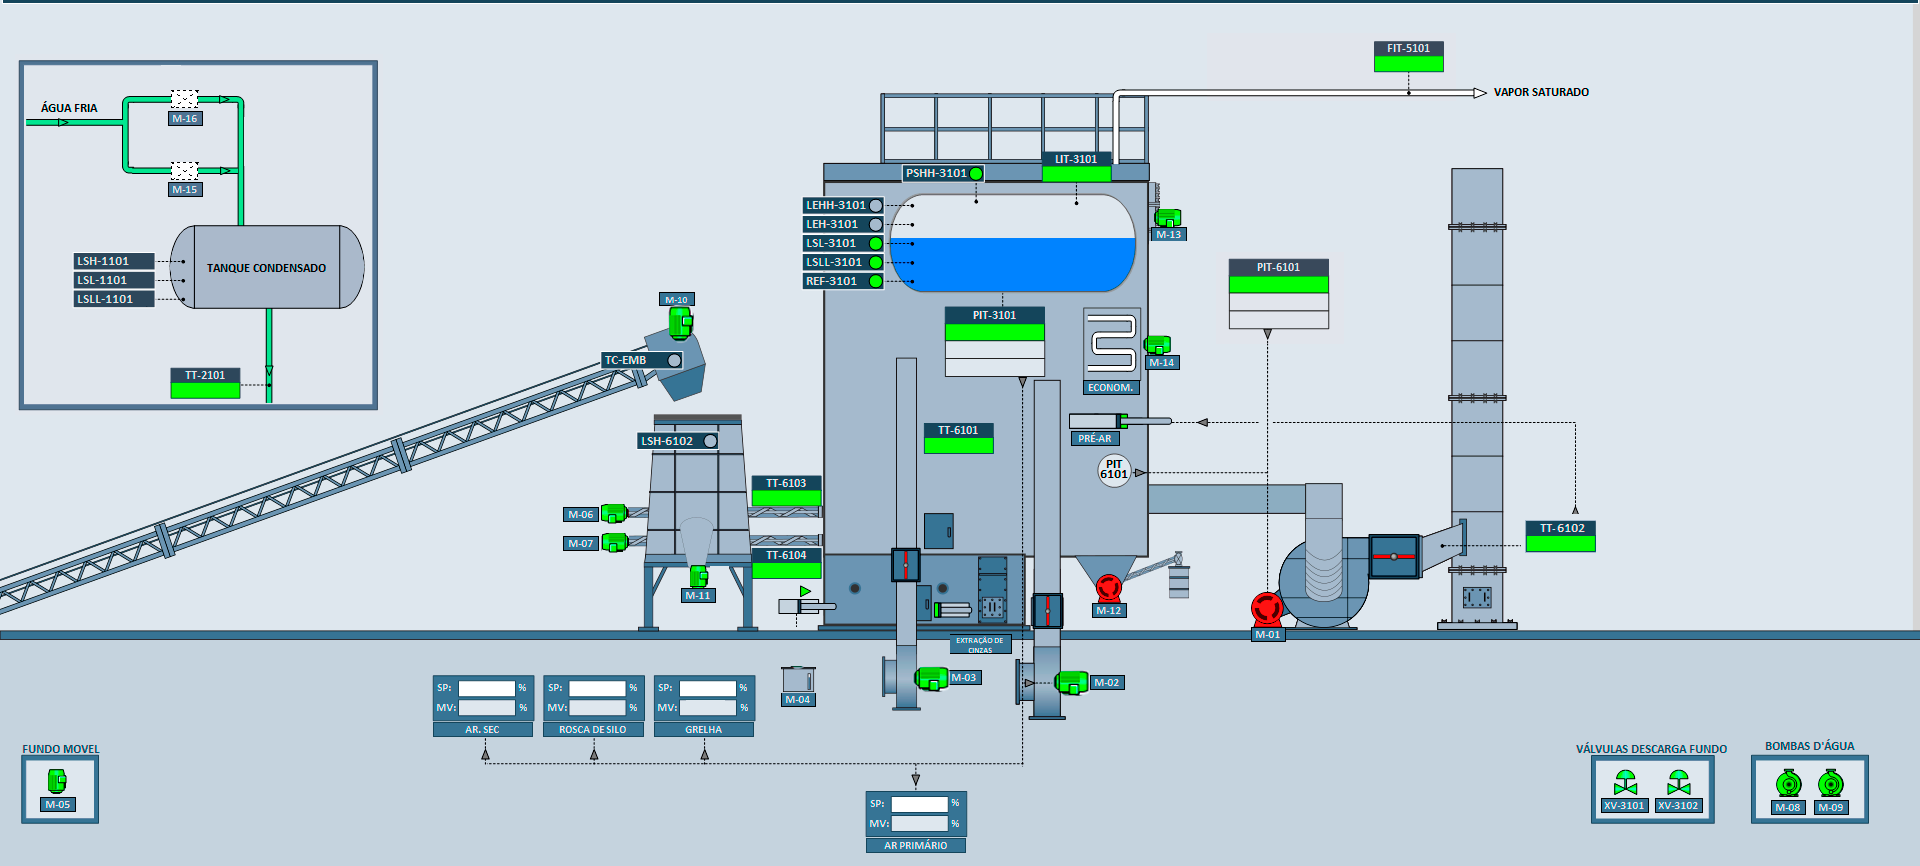 FIT-5101
VAPOR SATURADO
ÁGUA FRIA
M-16
M-15
TANQUE CONDENSADO
LSH-1101
LSL-1101
LSLL-1101
TT-2101
LIT-3101
PSHH-3101
LEHH-3101
LEH-3101
LSL-3101
LSLL-3101
REF-3101
M-13
PIT-6101
M-10
TC-EMB
PIT-3101
M-14
ECONOM.
LSH-6102
TT-6101
PRÉ-AR
PIT
6101
TT-6103
M-06
M-07
TT-6104
M-11
TT-6102
M-12
M-01
EXTRAÇÃO DE
CINZAS
M-03
M-02
M-04
SP: %
MV: %
AR. SEC
SP: %
MV: %
ROSCA DE SILO
SP: %
MV: %
GRELHA
FUNDO MOVEL
M-05
SP: %
MV: %
AR PRIMÁRIO
VÁLVULAS DESCARGA FUNDO
XV-3101
XV-3102
BOMBAS D'ÁGUA
M-08
M-09